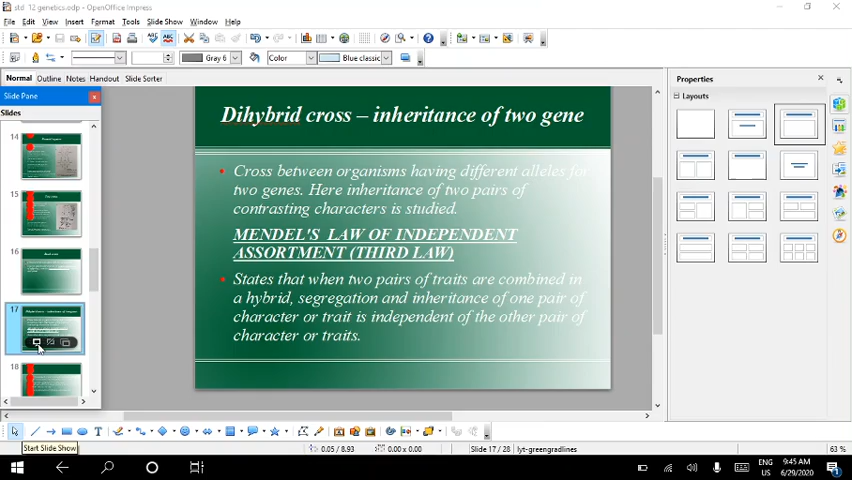 std_12 genebcs.odp - OpenOffice Impress
File Edit View Insert Format Tools Slide Show Window Help
Gray 6 Color Blue classic
Normal Outline Notes Handout Slide Sorter
Slide Pane
Slides
14
15
16
17
18
Dihybrid cross – inheritance of two gene
Cross between organisms having different alleles for
two genes. Here inheritance of two pairs of
contrasting characters is studied.
MENDEL'S LAW OF INDEPENDENT
ASSORTMENT (THIRD LAW)
States that when two pairs of traits are combined in
a hybrid, segregation and inheritance of one pair of
character or trait is independent of the other pair of
character or traits.
Properties
Layouts
Start Slide Show
0.05 / 8.93 0.00 x 0.00 Slide 17 / 28 lyt-greengradlines 63 %
ENG
US
9:45 AM
6/29/2020